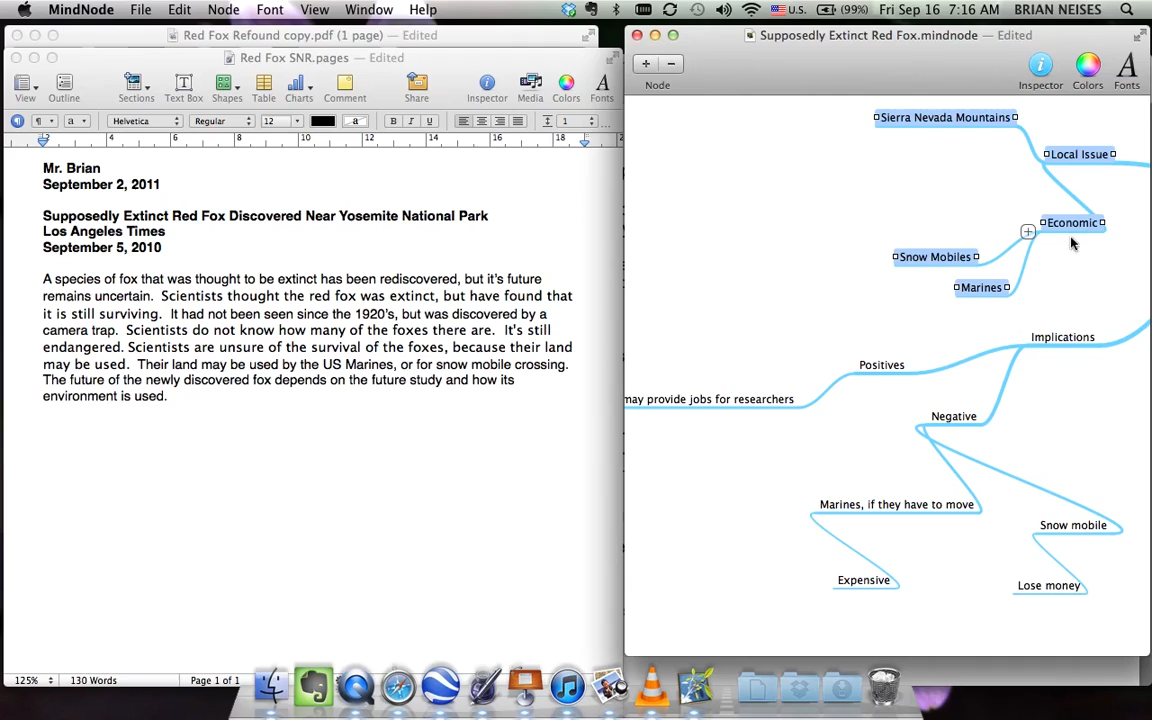 MindNode File Edit Node Font View Window Help U.S. (99%) Fri Sep 16 7:16 AM BRIAN NEISES
Red Fox Refound copy.pdf (1 page) — Edited
Red Fox SNR.pages — Edited
View Outline Sections Text Box Shapes Table Charts Comment Share Inspector Media Colors Fonts
a Helvetica Regular 12 a B I U 1
2 4 6 8 10 12 14 16 18
Mr. Brian
September 2, 2011
Supposedly Extinct Red Fox Discovered Near Yosemite National Park
Los Angeles Times
September 5, 2010
A species of fox that was thought to be extinct has been rediscovered, but it's future
remains uncertain. Scientists thought the red fox was extinct, but have found that
it is still surviving. It had not been seen since the 1920's, but was discovered by a
camera trap. Scientists do not know how many of the foxes there are. It's still
endangered. Scientists are unsure of the survival of the foxes, because their land
may be used. Their land may be used by the US Marines, or for snow mobile crossing.
The future of the newly discovered fox depends on the future study and how its
environment is used.
125% 130 Words Page 1 of 1
Supposedly Extinct Red Fox.mindnode — Edited
+ −
Node Inspector Colors Fonts
Sierra Nevada Mountains
Local Issue
Economic
Snow Mobiles
Marines
Implications
Positives
may provide jobs for researchers
Negative
Marines, if they have to move
Snow mobile
Expensive
Lose money